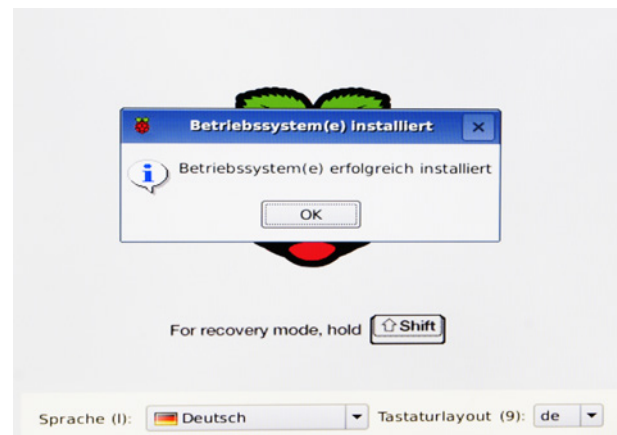 Betriebssystem(e) installiert
Betriebssystem(e) erfolgreich installiert
OK
For recovery mode, hold ⇧ Shift
Sprache (l): Deutsch Tastaturlayout (9): de